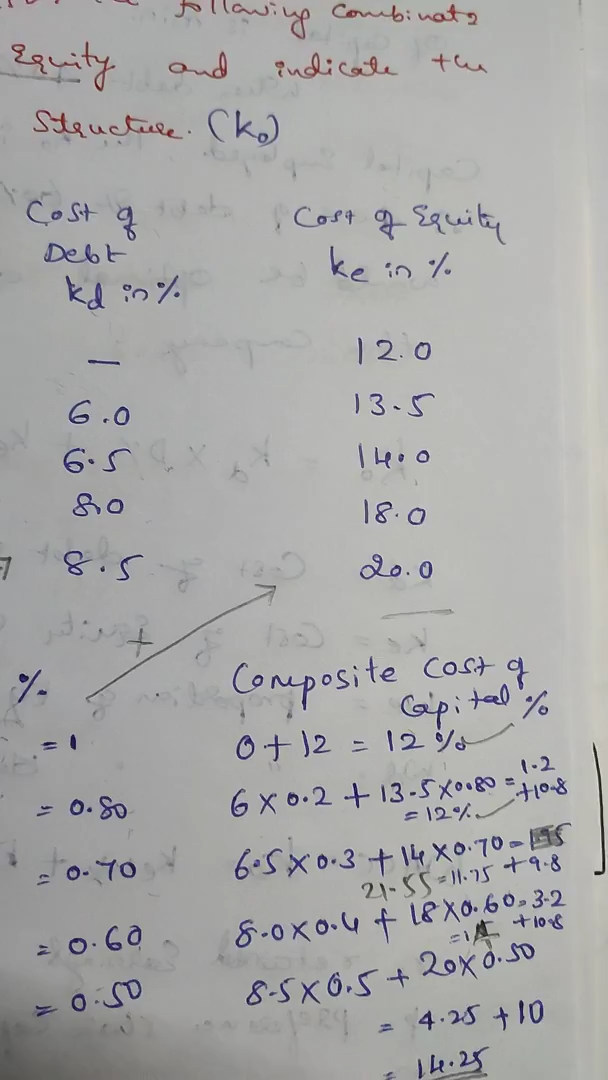 following combinats
Equity and indicate the
Structure. (K₀)
Cost of Cost of Equity
Debt ke in %
kd in %
— 12.0
6.0 13.5
6.5 14.0
8.0 18.0
8.5 20.0
+
% Composite Cost of
Capital %
= 1 0 + 12 = 12%
= 0.80 6 x 0.2 + 13.5 x 0.80 = 1.2
+ 10.8
= 12%
= 0.70 6.5 x 0.3 + 14 x 0.70 =
21.55 = 11.75 + 9.8
= 0.60 8.0 x 0.4 + 18 x 0.60 = 3.2
+ 10.8
= 0.50 8.5 x 0.5 + 20 x 0.50
= 4.25 + 10
= 14.25